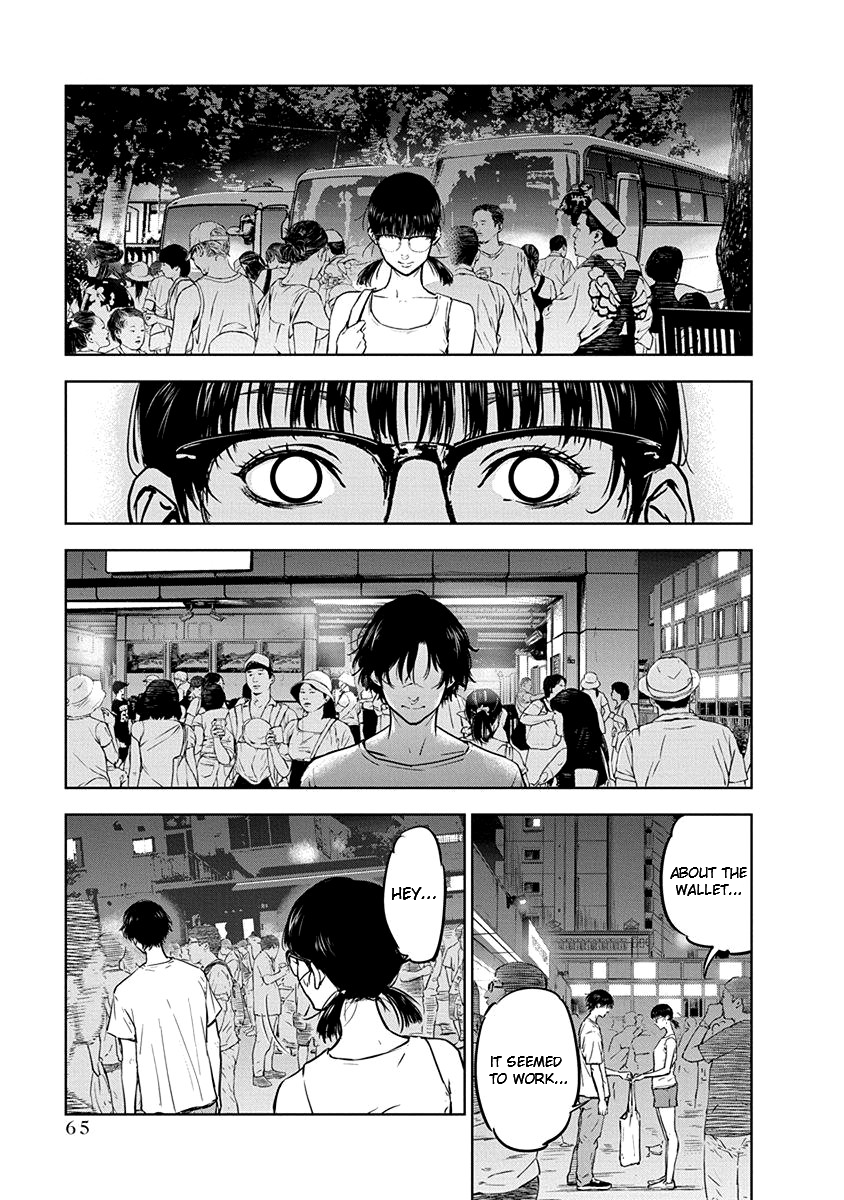 ABOUT THE
WALLET...
IT SEEMED
TO WORK...
HEY...
65